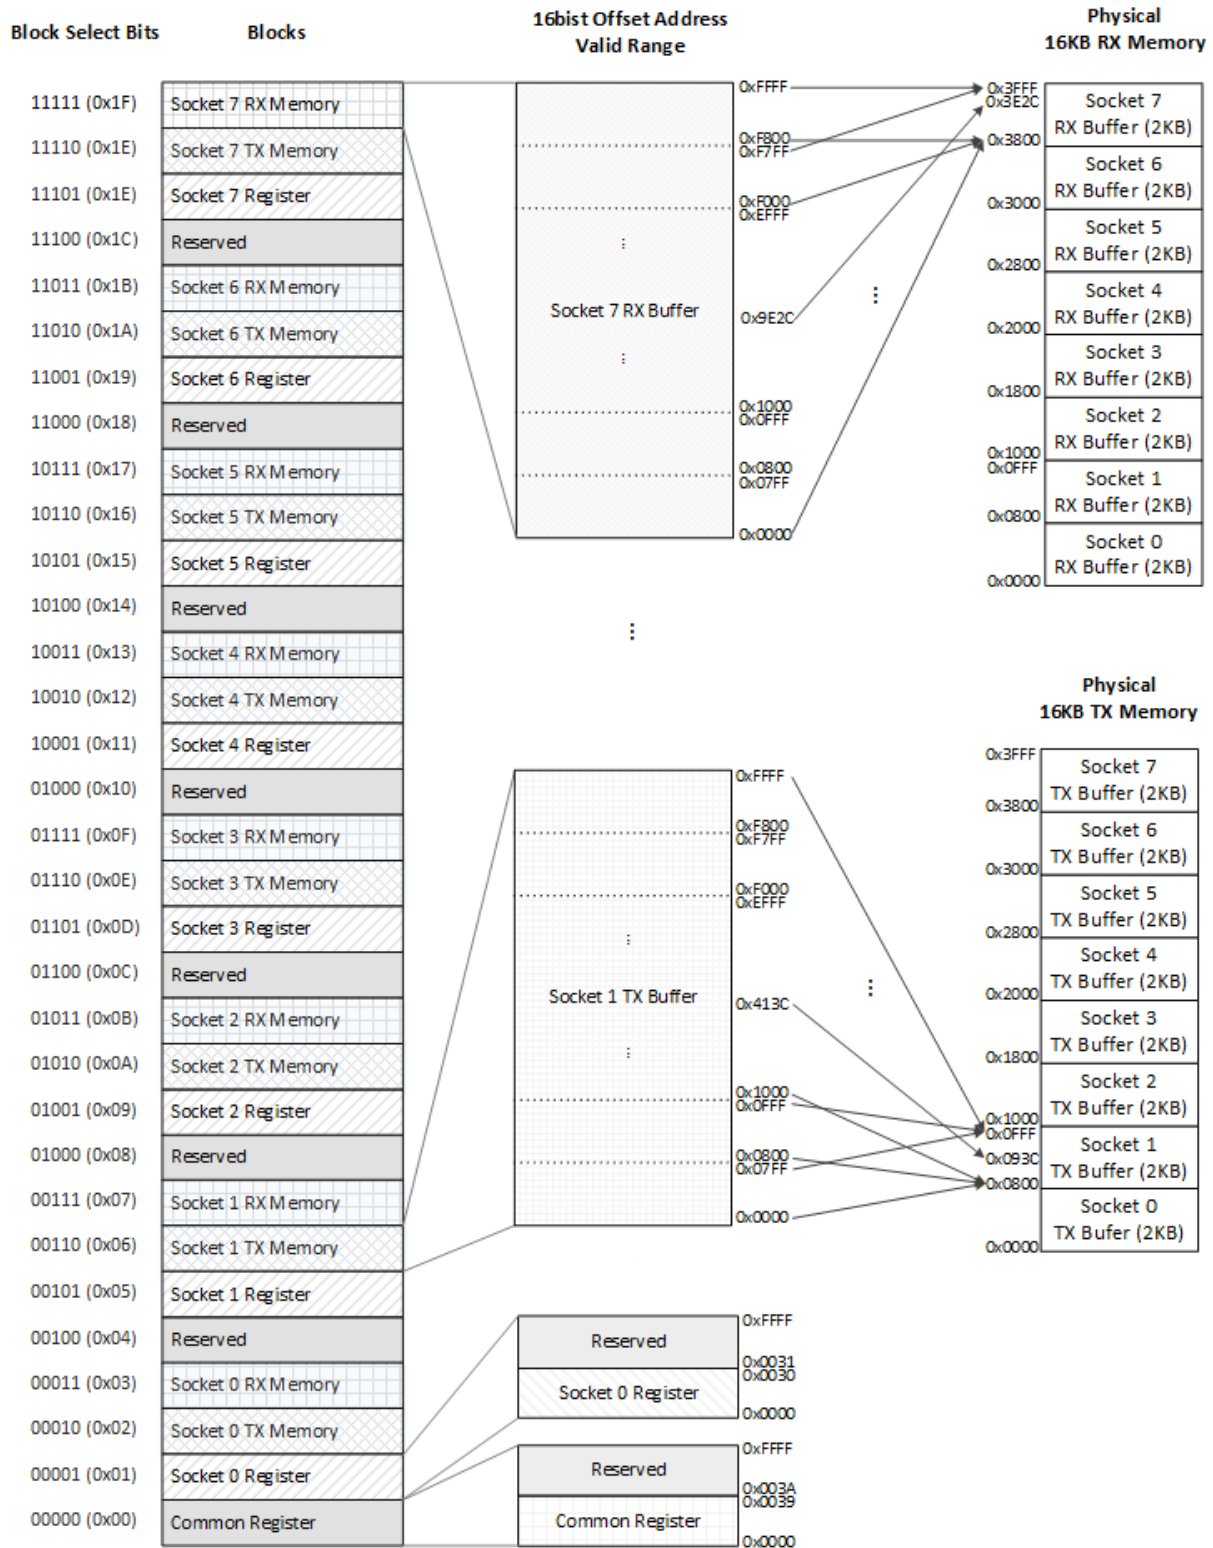 Block Select Bits
Blocks
16bist Offset Address
Valid Range
Physical
16KB RX Memory
11111 (0x1F)
Socket 7 RX Memory
11110 (0x1E)
Socket 7 TX Memory
11101 (0x1E)
Socket 7 Register
11100 (0x1C)
Reserved
11011 (0x1B)
Socket 6 RX Memory
11010 (0x1A)
Socket 6 TX Memory
11001 (0x19)
Socket 6 Register
11000 (0x18)
Reserved
10111 (0x17)
Socket 5 RX Memory
10110 (0x16)
Socket 5 TX Memory
10101 (0x15)
Socket 5 Register
10100 (0x14)
Reserved
10011 (0x13)
Socket 4 RX Memory
10010 (0x12)
Socket 4 TX Memory
10001 (0x11)
Socket 4 Register
01000 (0x10)
Reserved
01111 (0x0F)
Socket 3 RX Memory
01110 (0x0E)
Socket 3 TX Memory
01101 (0x0D)
Socket 3 Register
01100 (0x0C)
Reserved
01011 (0x0B)
Socket 2 RX Memory
01010 (0x0A)
Socket 2 TX Memory
01001 (0x09)
Socket 2 Register
01000 (0x08)
Reserved
00111 (0x07)
Socket 1 RX Memory
00110 (0x06)
Socket 1 TX Memory
00101 (0x05)
Socket 1 Register
00100 (0x04)
Reserved
00011 (0x03)
Socket 0 RX Memory
00010 (0x02)
Socket 0 TX Memory
00001 (0x01)
Socket 0 Register
00000 (0x00)
Common Register
0xFFFF
0xF800
0xF7FF
0xF000
0xEFFF
Socket 7 RX Buffer
0x9E2C
0x1000
0x0FFF
0x0800
0x07FF
0x0000
0x3FFF
0x3E2C
Socket 7
RX Buffer (2KB)
0x3800
Socket 6
RX Buffer (2KB)
0x3000
Socket 5
RX Buffer (2KB)
0x2800
Socket 4
RX Buffer (2KB)
0x2000
Socket 3
RX Buffer (2KB)
0x1800
Socket 2
RX Buffer (2KB)
0x1000
0x0FFF
Socket 1
RX Buffer (2KB)
0x0800
Socket 0
RX Buffer (2KB)
0x0000
Physical
16KB TX Memory
0xFFFF
0xF800
0xF7FF
0xF000
0xEFFF
Socket 1 TX Buffer
0x413C
0x1000
0x0FFF
0x0800
0x07FF
0x0000
0x3FFF
Socket 7
TX Buffer (2KB)
0x3800
Socket 6
TX Buffer (2KB)
0x3000
Socket 5
TX Buffer (2KB)
0x2800
Socket 4
TX Buffer (2KB)
0x2000
Socket 3
TX Buffer (2KB)
0x1800
Socket 2
TX Buffer (2KB)
0x1000
0x0FFF
Socket 1
0x093C
TX Buffer (2KB)
0x0800
Socket 0
TX Bufer (2KB)
0x0000
0xFFFF
Reserved
0x0031
0x0030
Socket 0 Register
0x0000
0xFFFF
Reserved
0x003A
0x0039
Common Register
0x0000